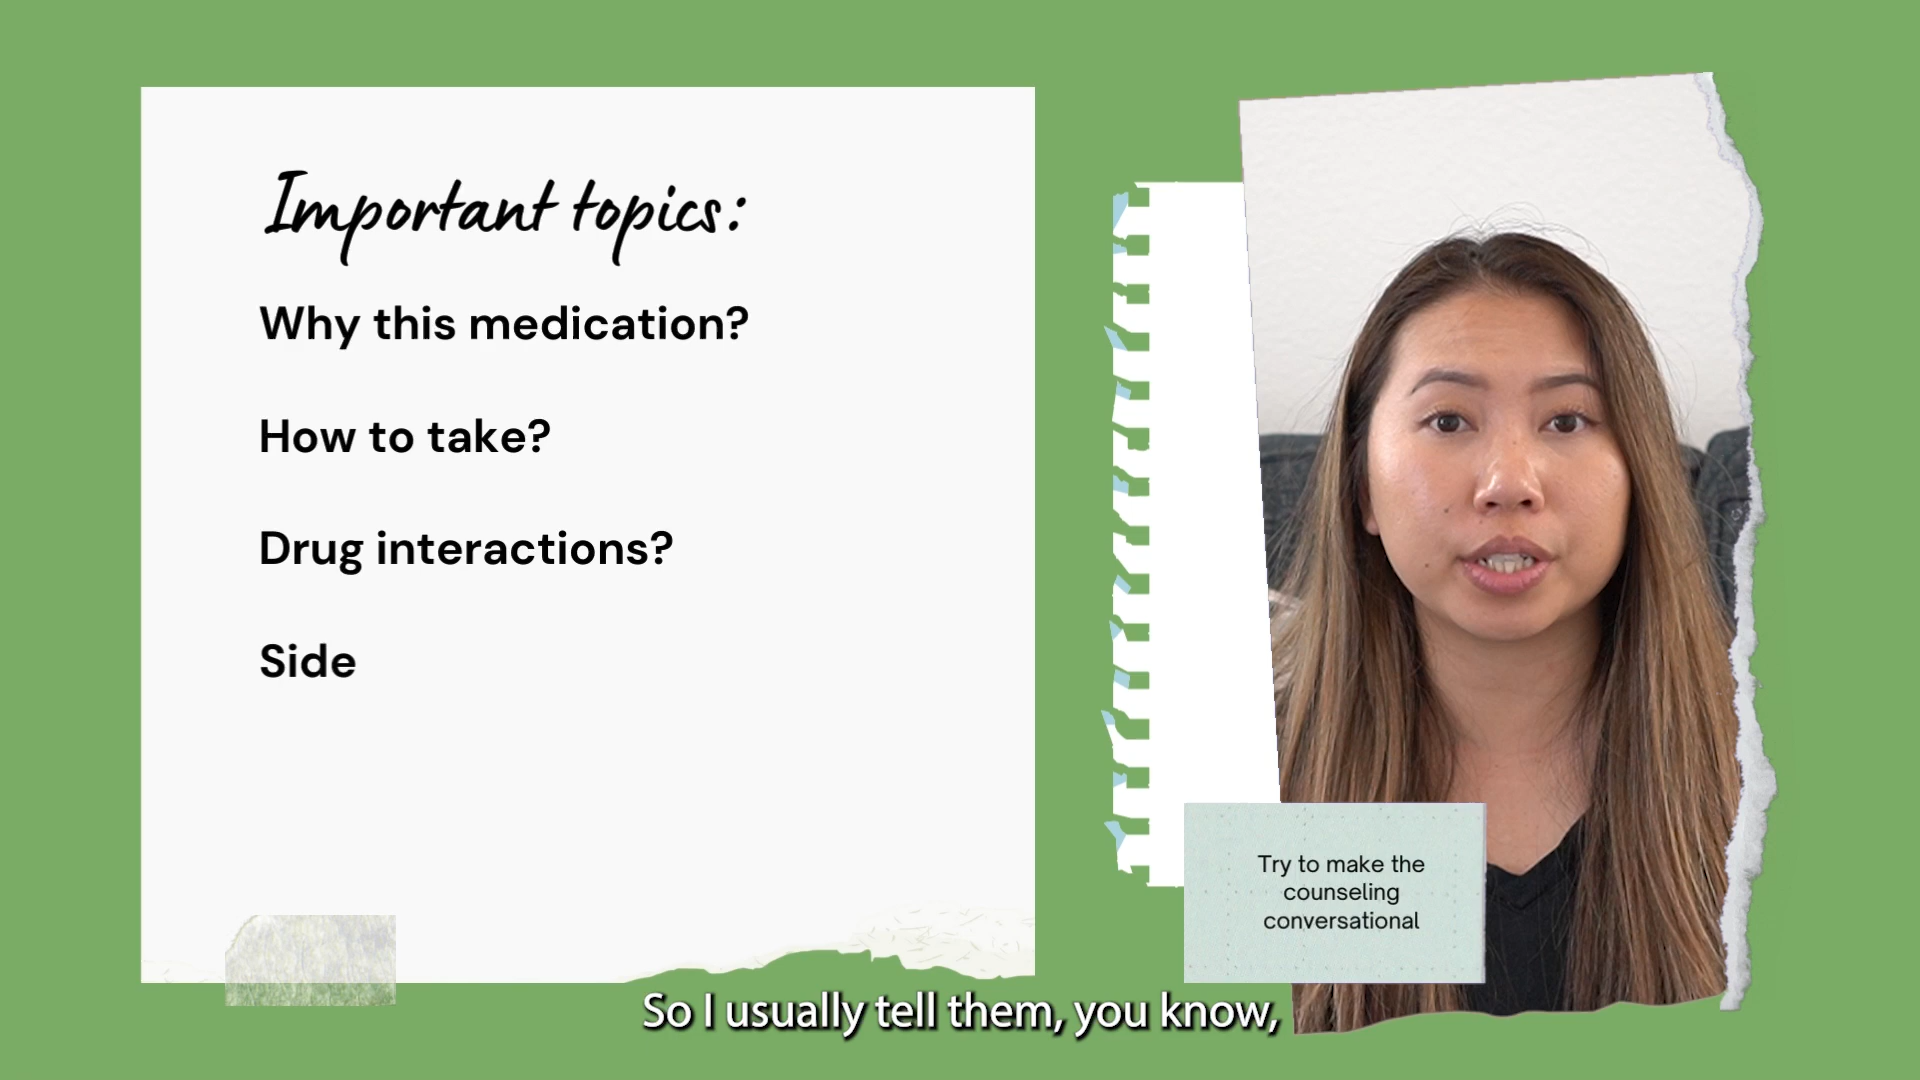 Important topics:
Why this medication?
How to take?
Drug interactions?
Side
Try to make the
counseling
conversational
So I usually tell them, you know,